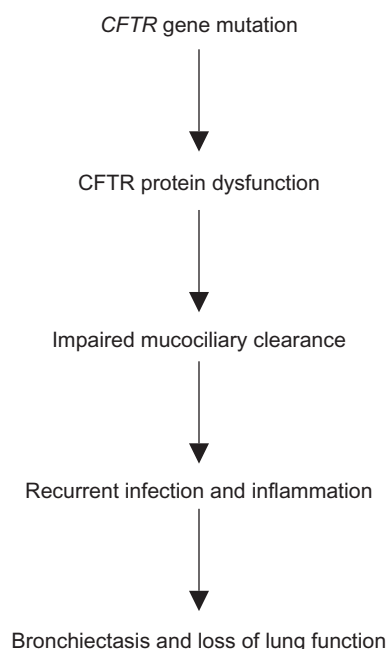 CFTR gene mutation
CFTR protein dysfunction
Impaired mucociliary clearance
Recurrent infection and inflammation
Bronchiectasis and loss of lung function